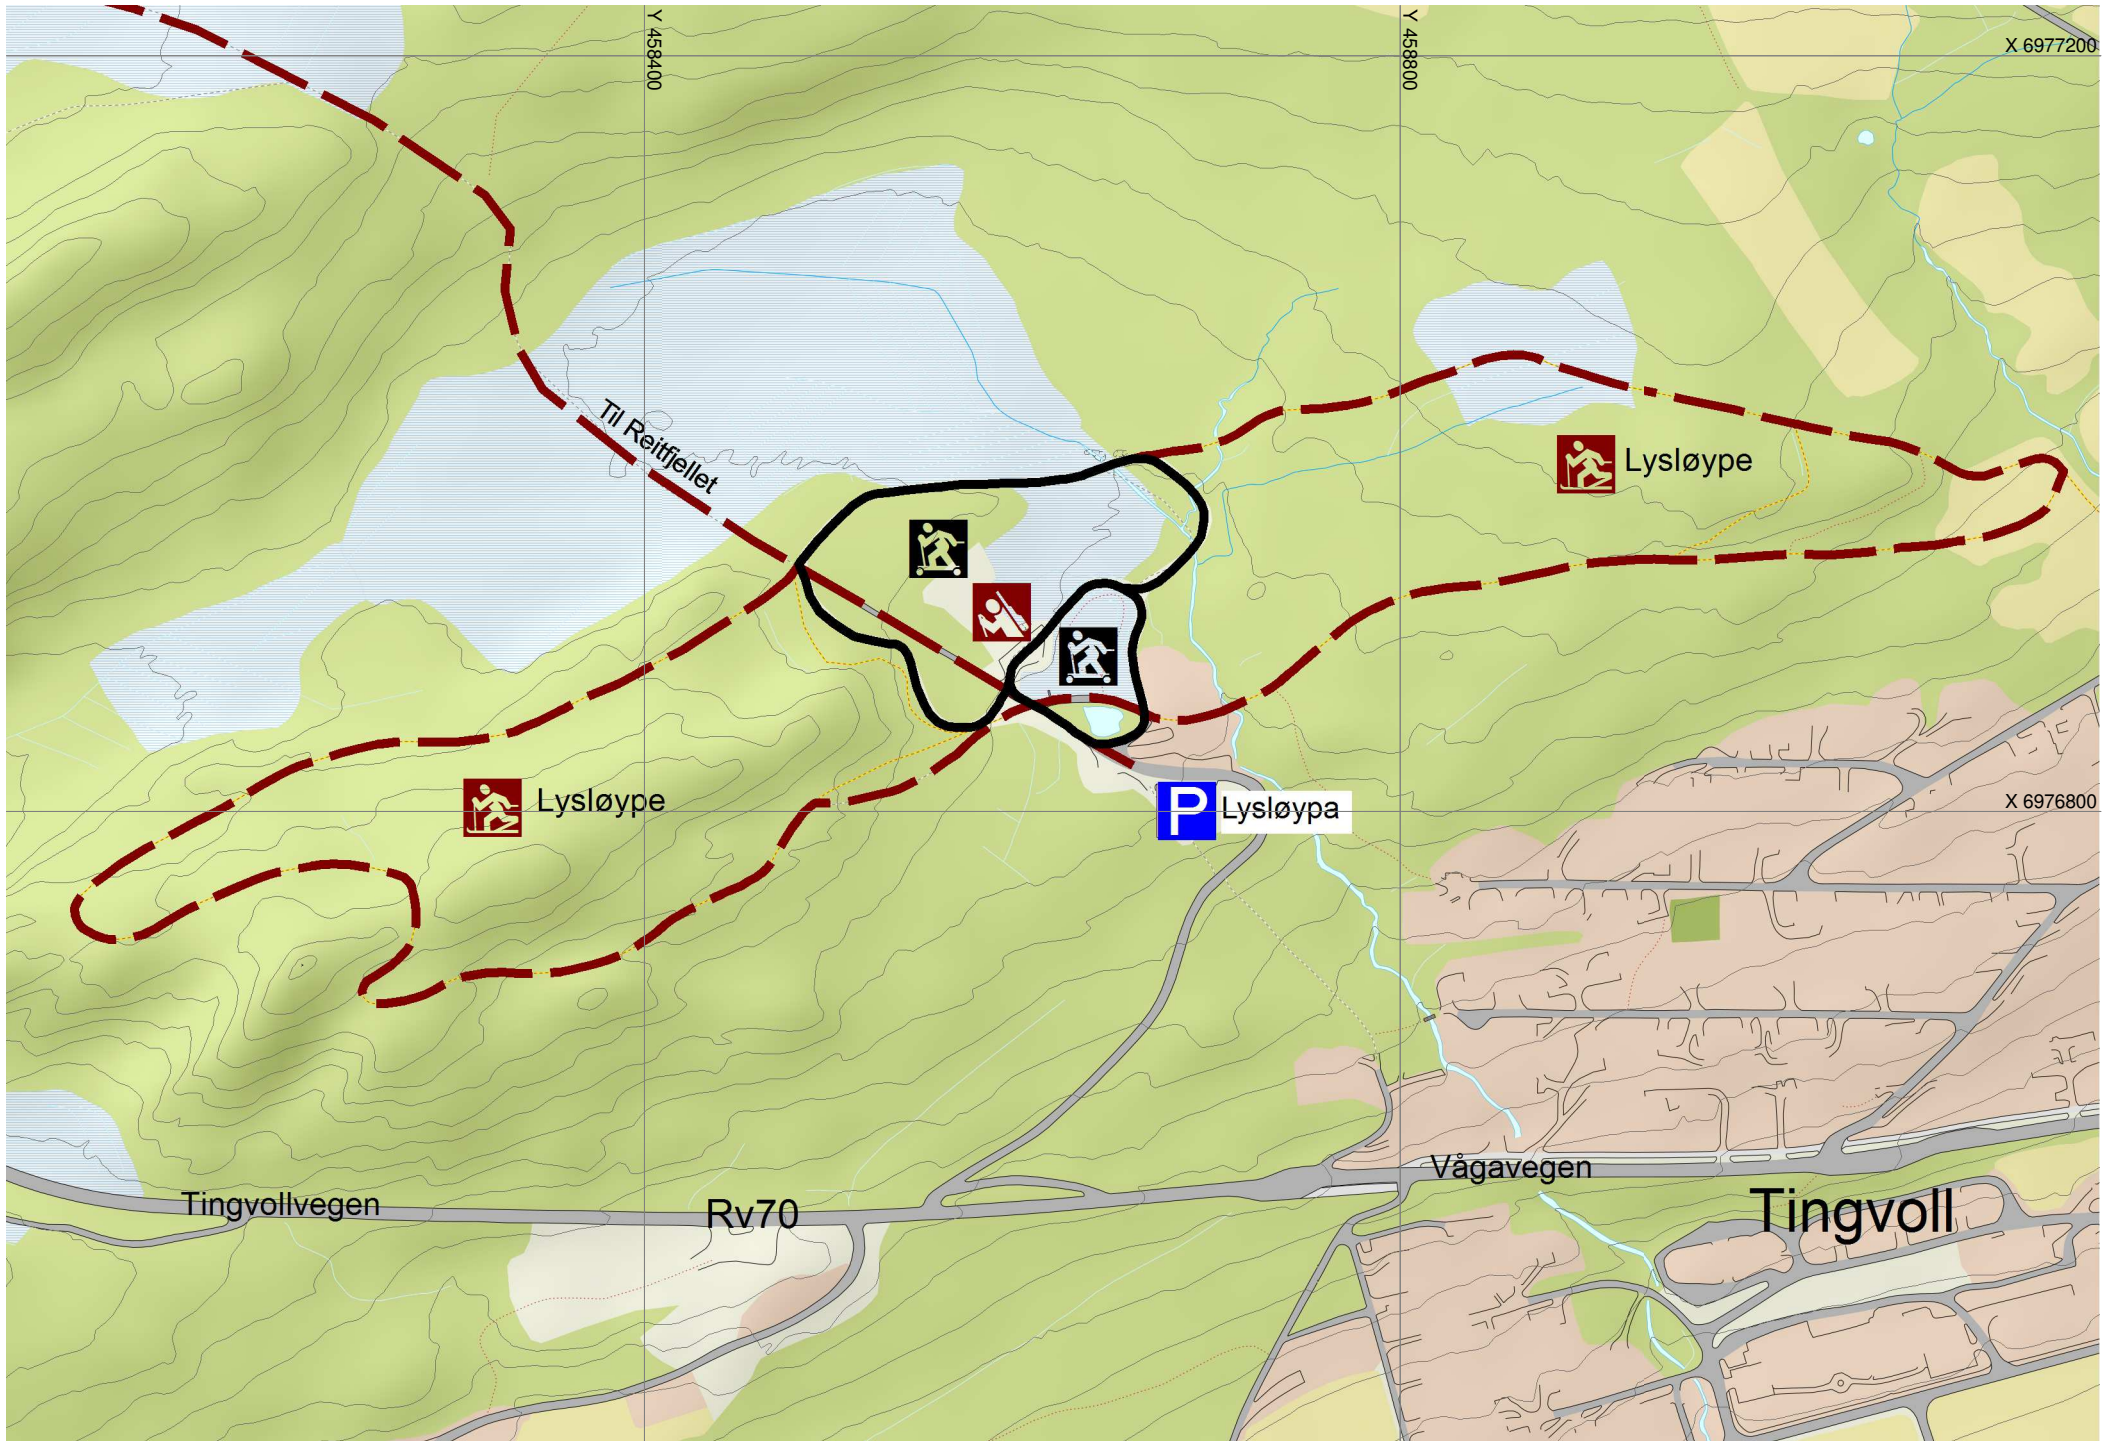 Y 458400
Y 458800
X 6977200
Til Reitfjellet
Lysløype
Lysløype
P Lysløypa
X 6976800
Tingvollvegen
Rv70
Vågavegen
Tingvoll